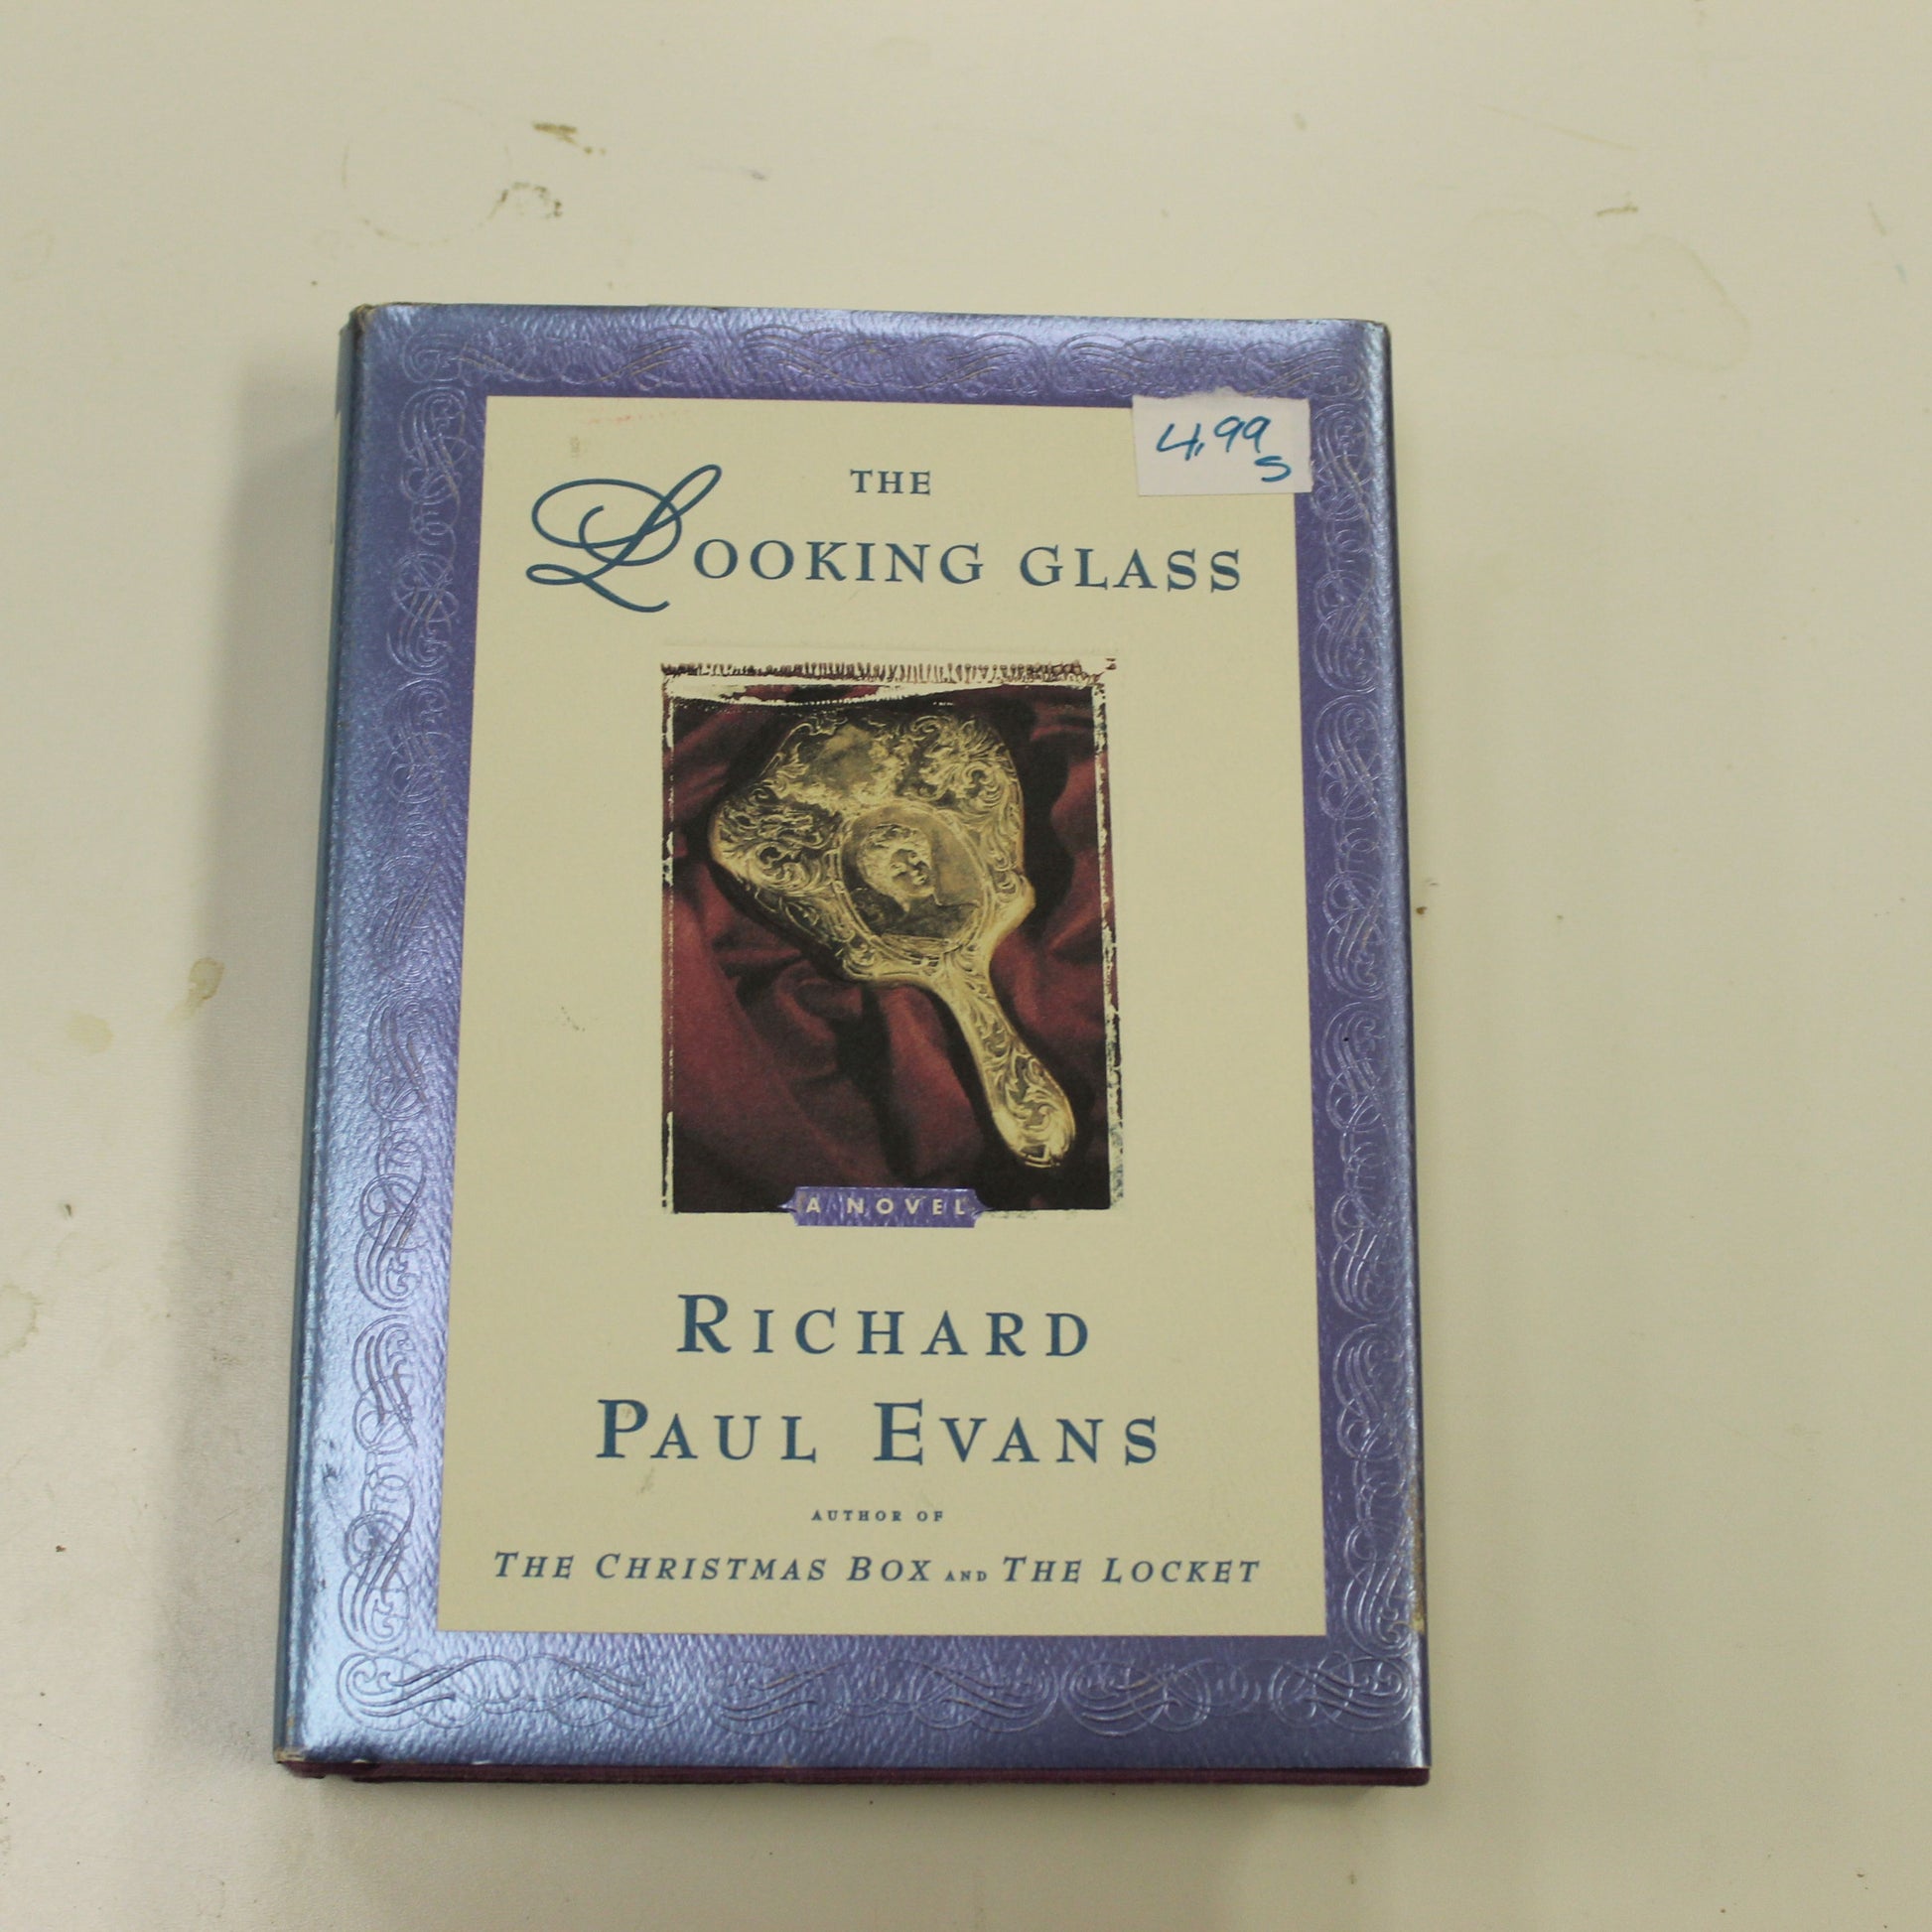 4.99
S
THE
LOOKING GLASS
A NOVEL
RICHARD
PAUL EVANS
AUTHOR OF
THE CHRISTMAS BOX AND THE LOCKET